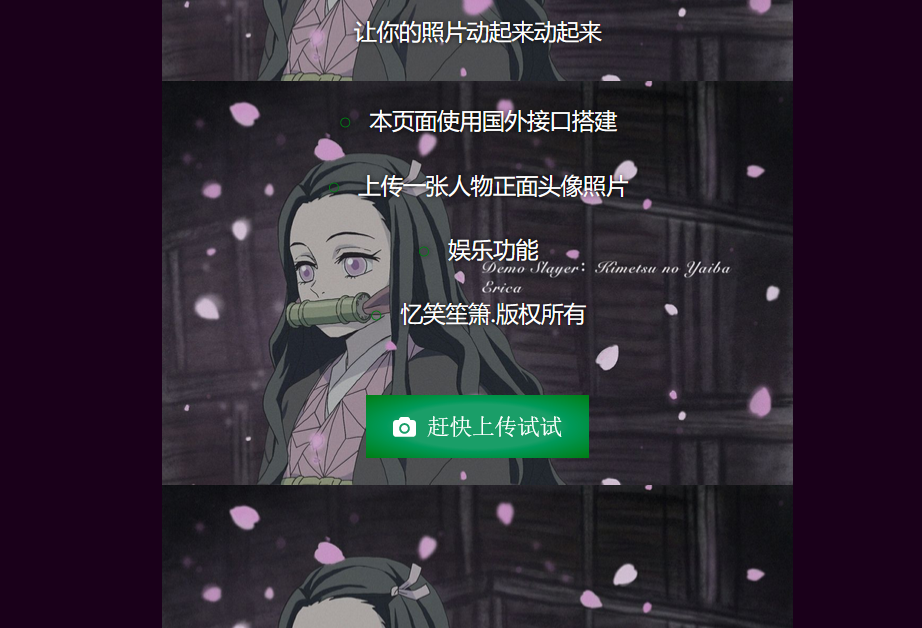 让你的照片动起来动起来
本页面使用国外接口搭建
上传一张人物正面头像照片
娱乐功能
Demo Slayer: Kimetsu no Yaiba
Erica
忆笑笙箫.版权所有
赶快上传试试